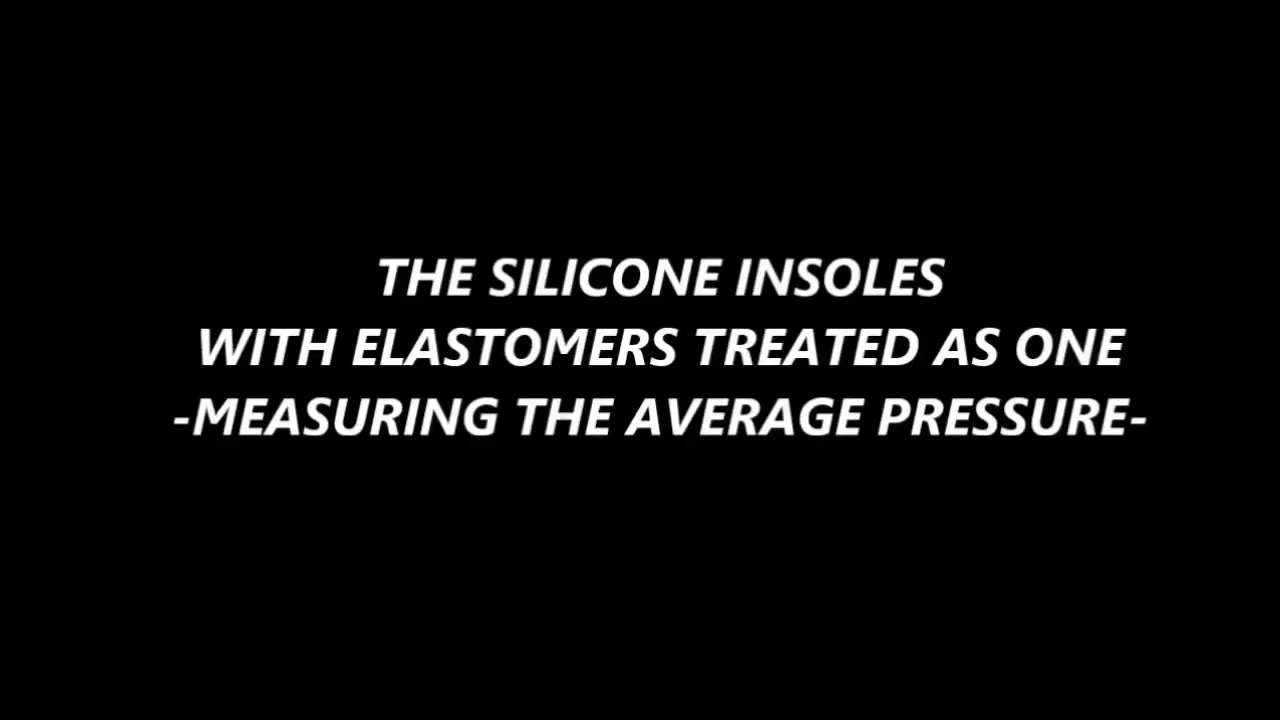 THE SILICONE INSOLES
WITH ELASTOMERS TREATED AS ONE
-MEASURING THE AVERAGE PRESSURE-